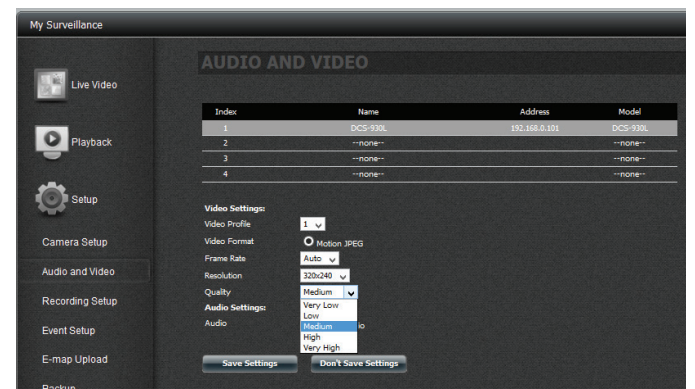 My Surveillance
Live Video
Playback
Setup
Camera Setup
Audio and Video
Recording Setup
Event Setup
E-map Upload
Backup
AUDIO AND VIDEO
Index Name Address Model
1 DCS-930L 192.168.0.101 DCS-930L
2 --none-- --none--
3 --none-- --none--
4 --none-- --none--
Video Settings:
Video Profile 1
Video Format Motion JPEG
Frame Rate Auto
Resolution 320x240
Quality Medium
Very Low
Low
Medium
High
Very High
Audio Settings:
Audio io
Save Settings Don't Save Settings